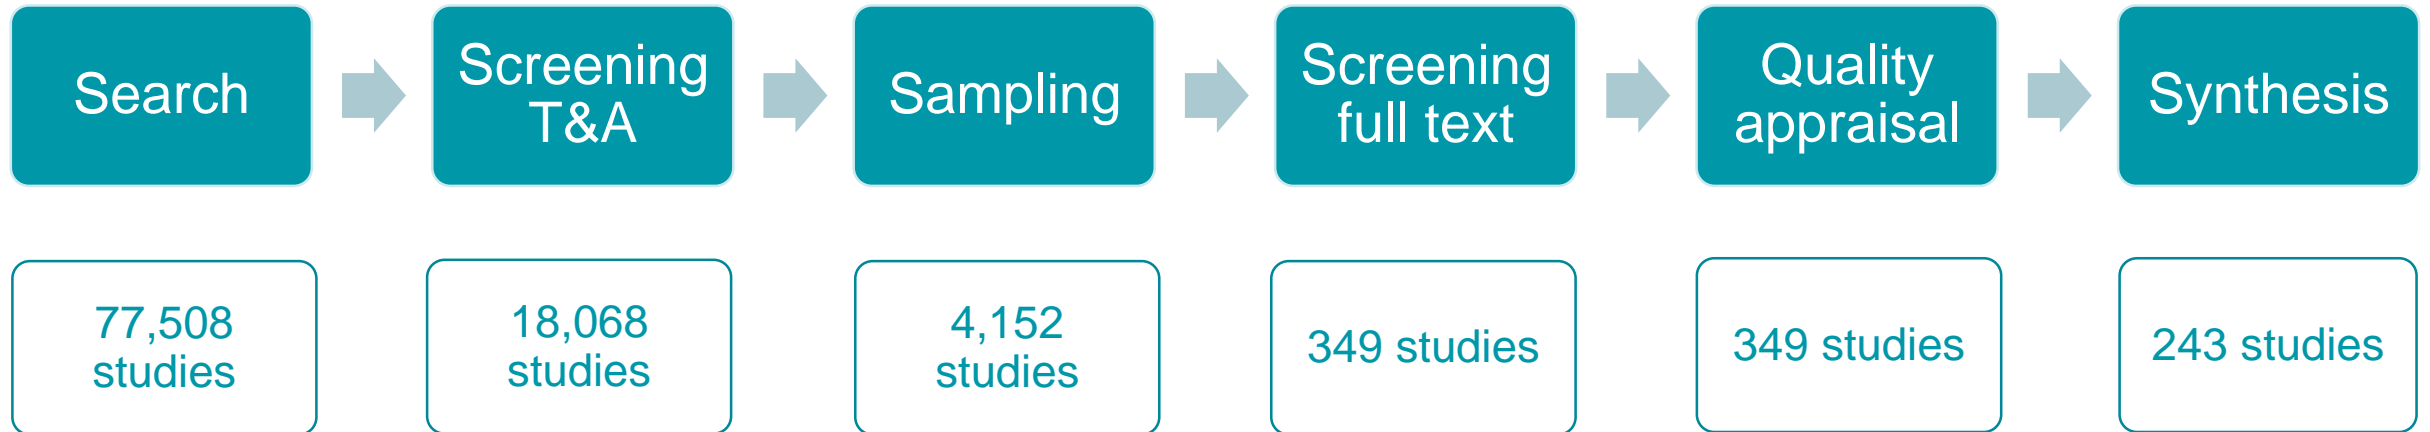 Search
Screening
T&A
Sampling
Screening
full text
Quality
appraisal
Synthesis
77,508
studies
18,068
studies
4,152
studies
349 studies
349 studies
243 studies